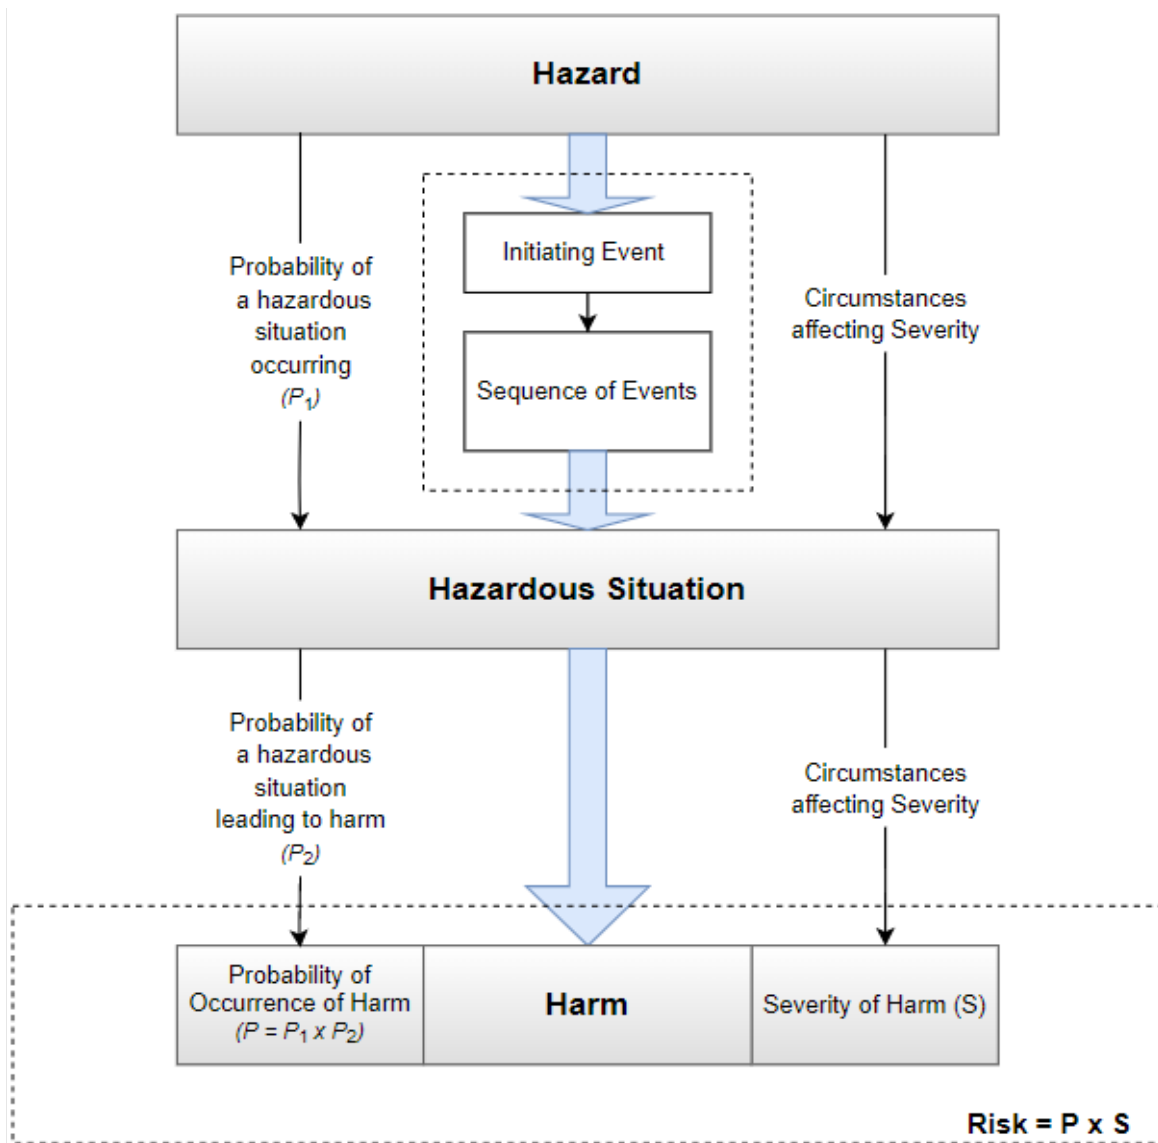 Hazard
Initiating Event
Probability of
a hazardous
situation
occurring
(P₁)
Circumstances
affecting Severity
Sequence of Events
Hazardous Situation
Probability of
a hazardous
situation
leading to harm
(P₂)
Circumstances
affecting Severity
Probability of
Occurrence of Harm
(P = P₁ x P₂)
Harm
Severity of Harm (S)
Risk = P x S